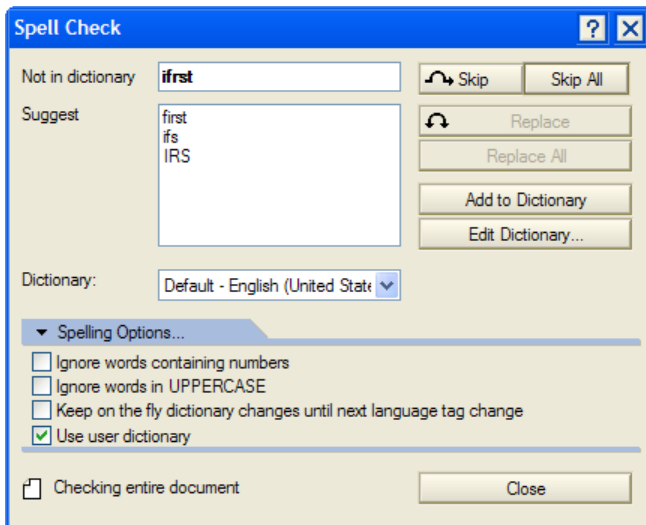 Spell Check
Not in dictionary
ifrst
Skip
Skip All
Suggest
first
ifs
IRS
Replace
Replace All
Add to Dictionary
Edit Dictionary...
Dictionary:
Default - English (United State
Spelling Options...
Ignore words containing numbers
Ignore words in UPPERCASE
Keep on the fly dictionary changes until next language tag change
Use user dictionary
Checking entire document
Close